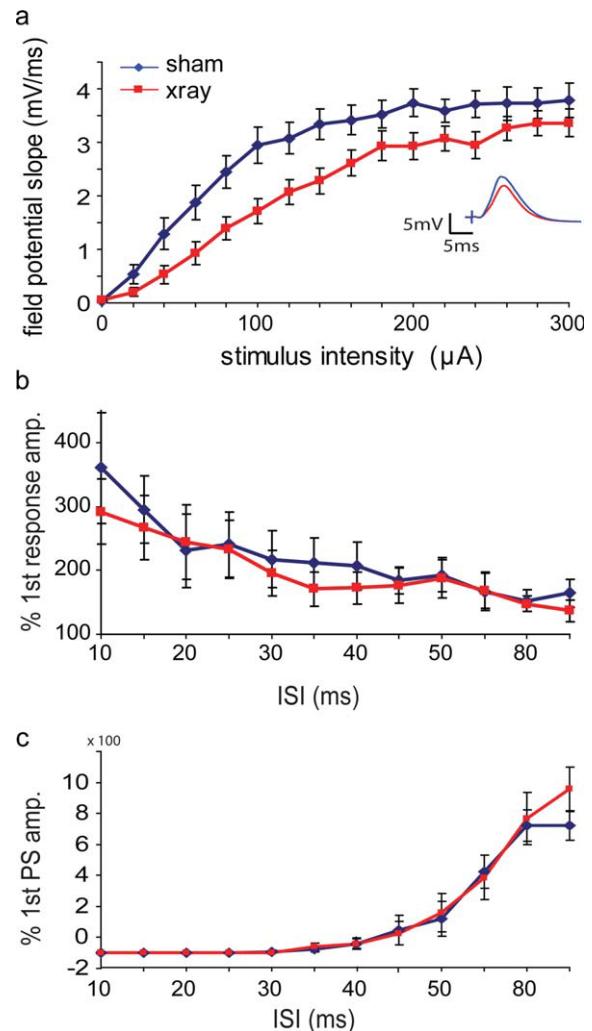 a
field potential slope (mV/ms)
sham
xray
4
3
2
1
0
5mV
5ms
0
100
200
300
stimulus intensity (µA)
b
% 1st response amp.
400
300
200
100
10
20
30
40
50
80
ISI (ms)
c
x 100
% 1st PS amp.
10
8
6
4
2
0
-2
10
20
30
40
50
80
ISI (ms)